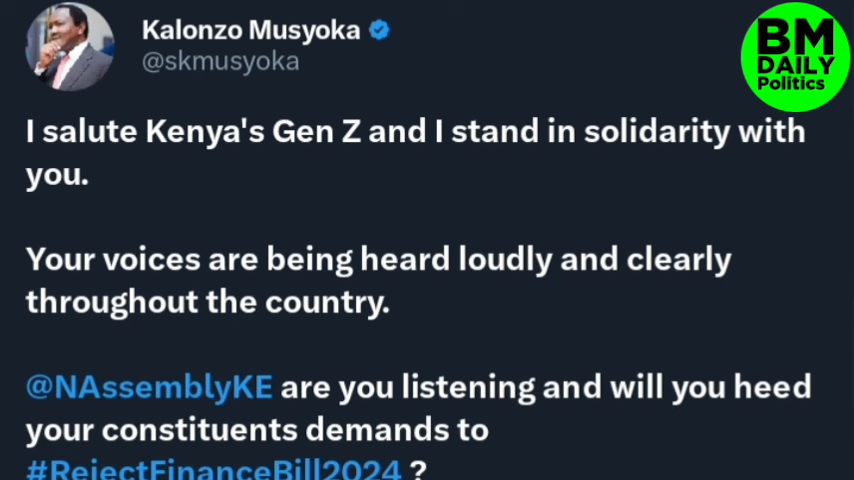 Kalonzo Musyoka
@skmusyoka
BM
DAILY
Politics
I salute Kenya's Gen Z and I stand in solidarity with
you.
Your voices are being heard loudly and clearly
throughout the country.
@NAssemblyKE are you listening and will you heed
your constituents demands to
#RejectFinanceBill2024 ?